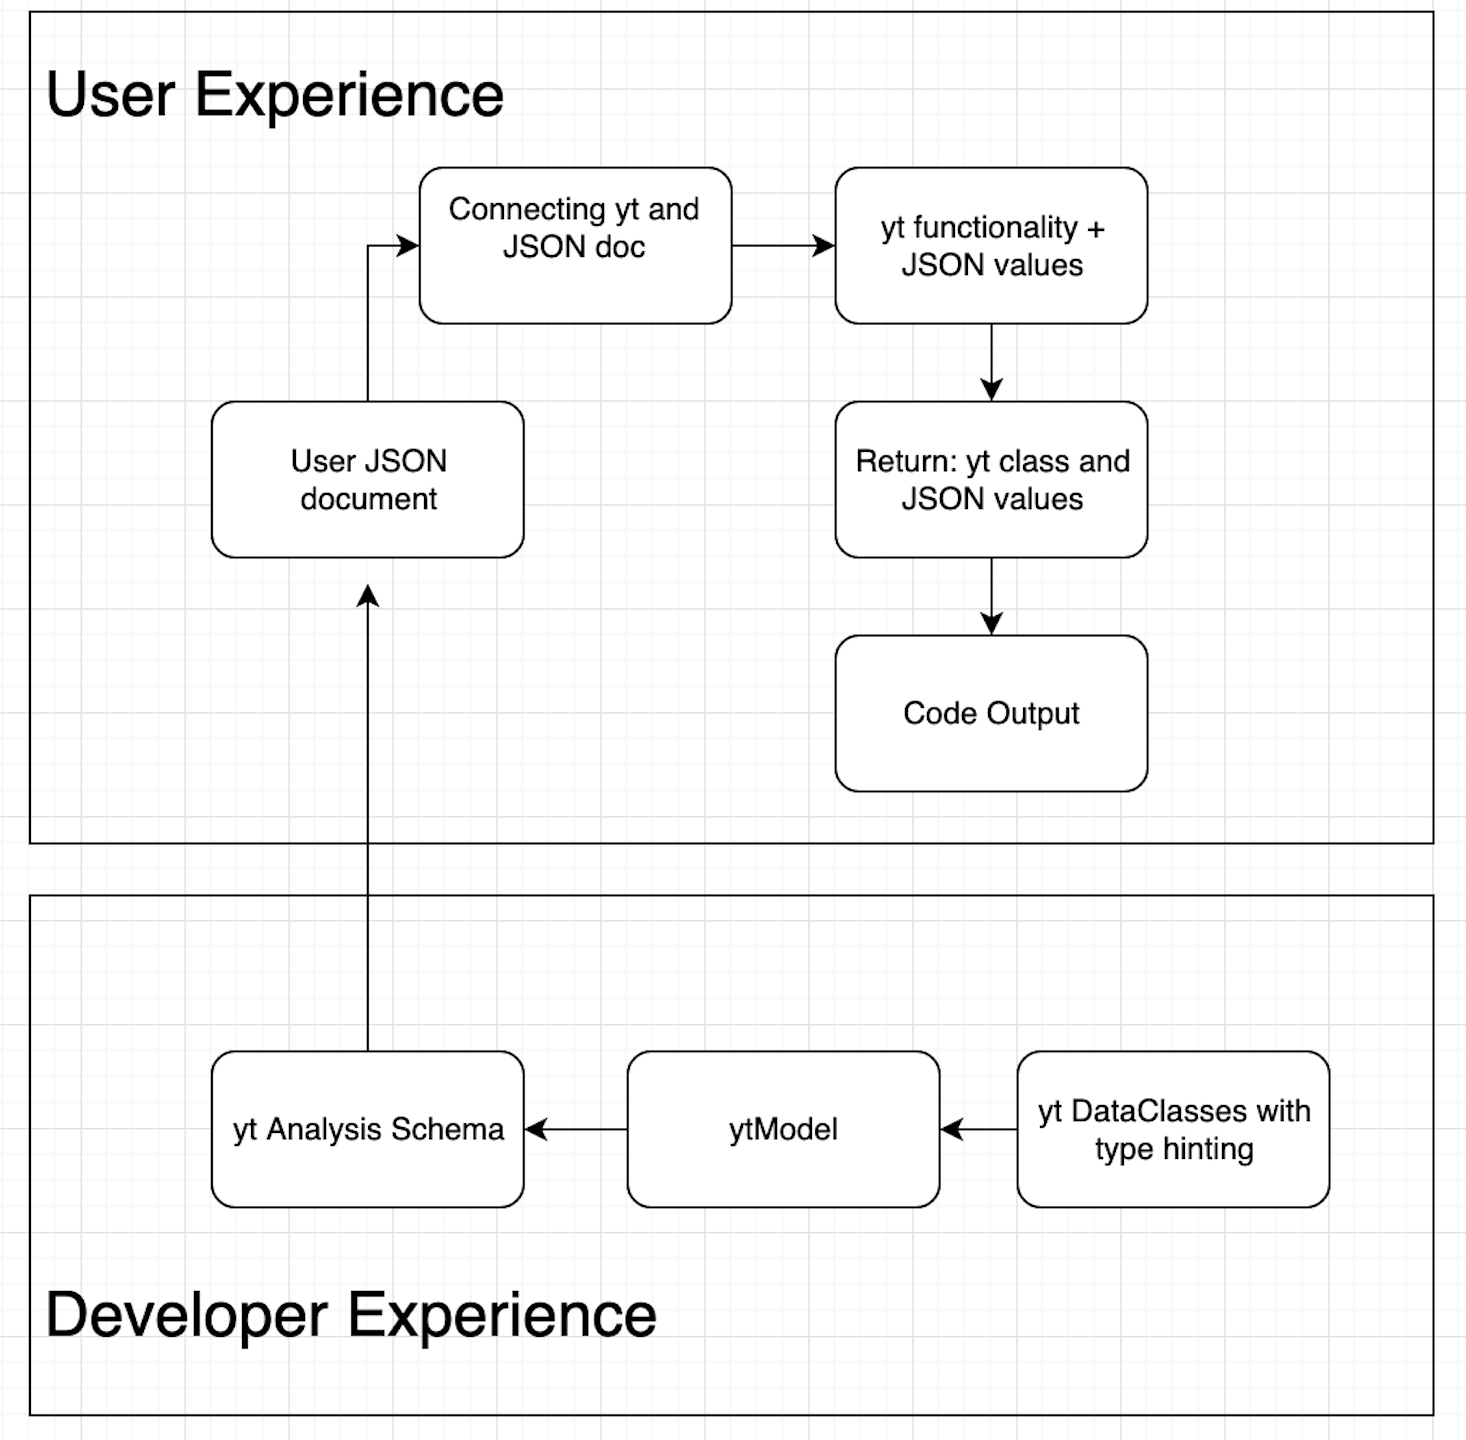 User Experience
Connecting yt and
JSON doc
yt functionality +
JSON values
User JSON
document
Return: yt class and
JSON values
Code Output
yt Analysis Schema
ytModel
yt DataClasses with
type hinting
Developer Experience